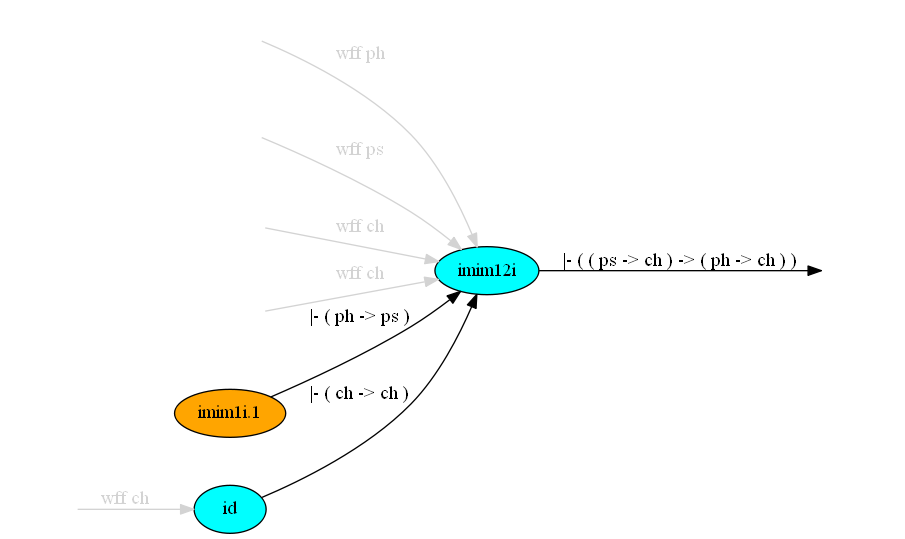 wff ph
wff ps
wff ch
imim12i
|- ( ( ps -> ch ) -> ( ph -> ch ) )
wff ch
|- ( ph -> ps )
|- ( ch -> ch )
imim1i.1
wff ch
id